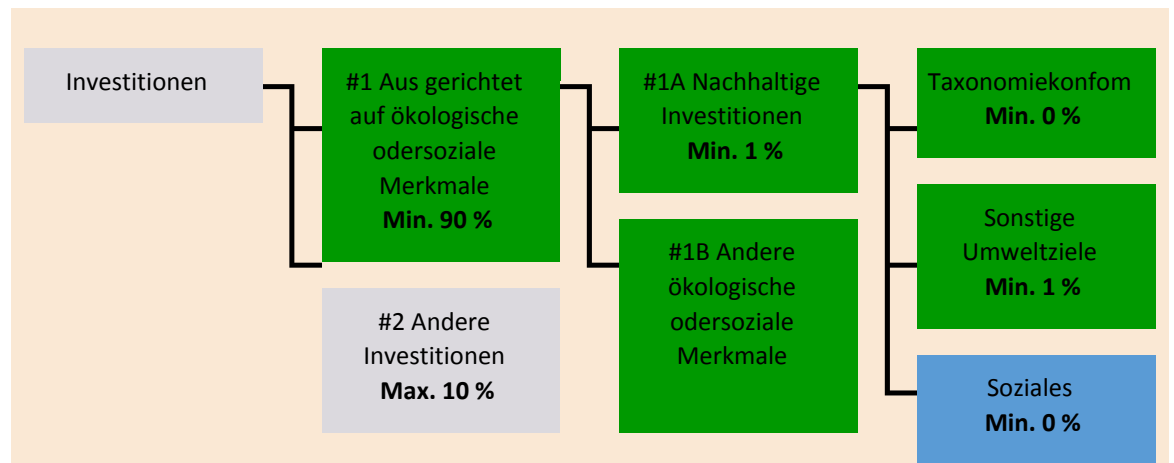 Investitionen
#1 Aus gerichtet
auf ökologische
odersoziale
Merkmale
Min. 90 %
#2 Andere
Investitionen
Max. 10 %
#1A Nachhaltige
Investitionen
Min. 1 %
#1B Andere
ökologische
odersoziale
Merkmale
Taxonomiekonfom
Min. 0 %
Sonstige
Umweltziele
Min. 1 %
Soziales
Min. 0 %